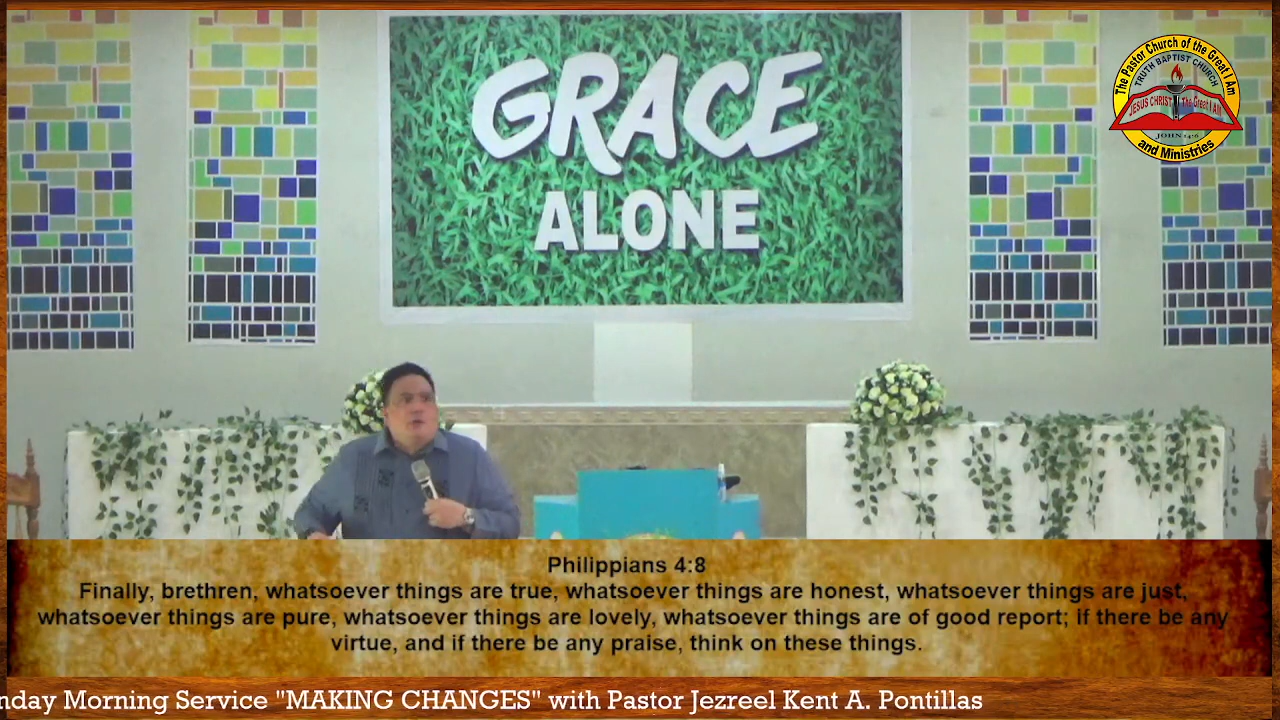 GRACE
ALONE
The Pastor Church of the Great I Am
TRUTH BAPTIST CHURCH
JESUS CHRIST The Great I Am
JOHN 14:6
and Ministries
Philippians 4:8
Finally, brethren, whatsoever things are true, whatsoever things are honest, whatsoever things are just,
whatsoever things are pure, whatsoever things are lovely, whatsoever things are of good report; if there be any
virtue, and if there be any praise, think on these things.
nday Morning Service "MAKING CHANGES" with Pastor Jezreel Kent A. Pontillas